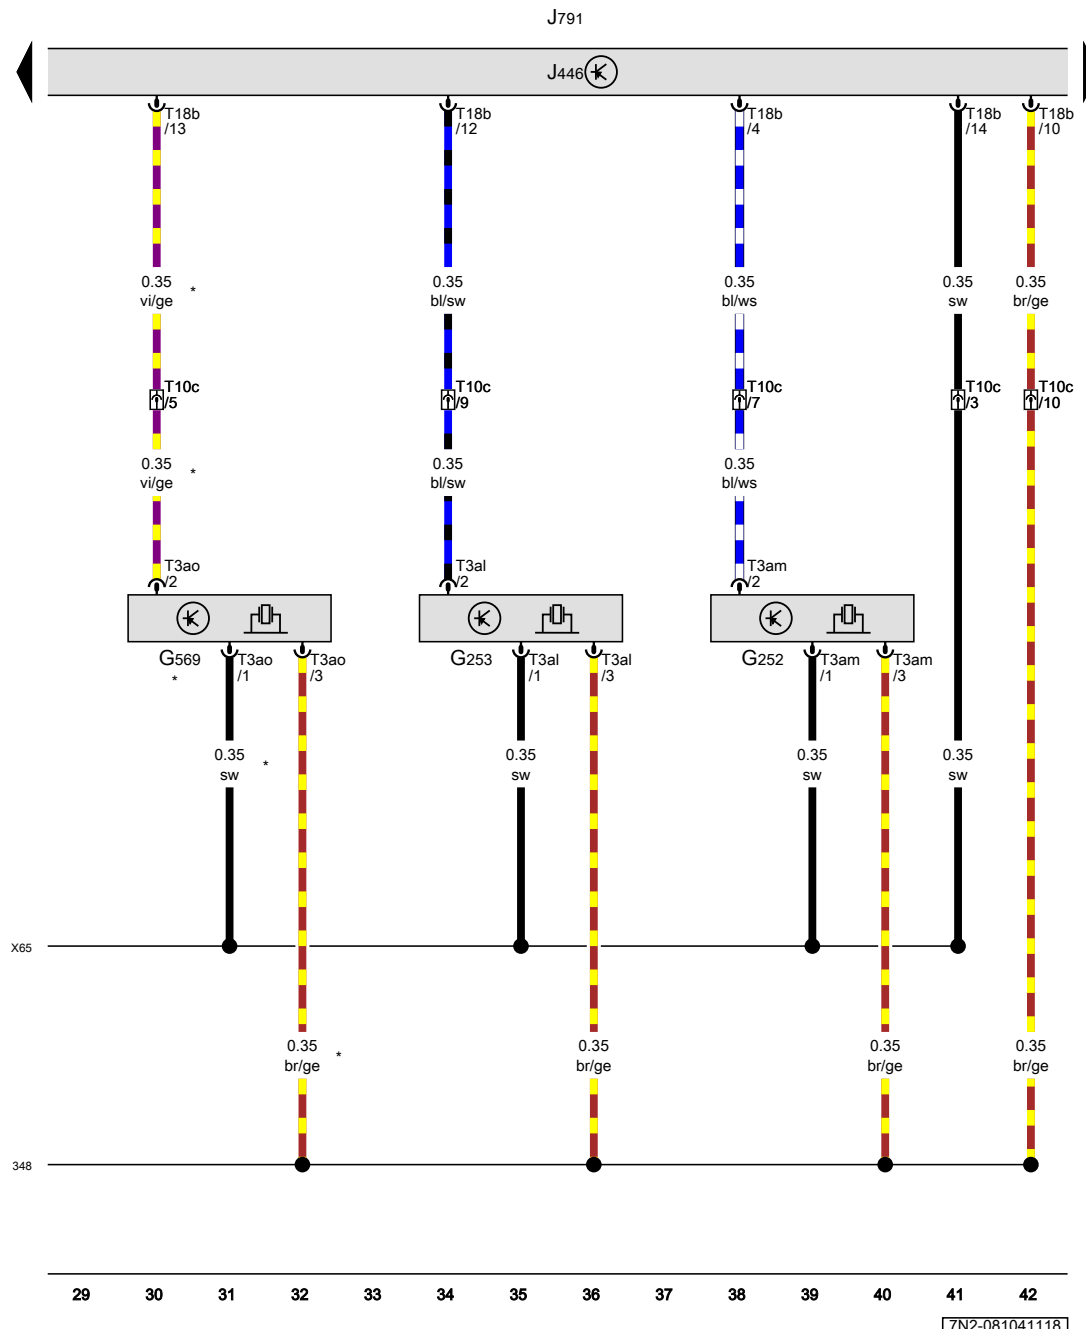 J791
J446
T18b T18b T18b T18b T18b
/13 /12 /4 /14 /10
0.35 0.35 0.35 0.35 0.35
vi/ge * bl/sw bl/ws sw br/ge
T10c T10c T10c T10c T10c
/5 /9 /7 /3 /10
0.35 0.35 0.35
vi/ge * bl/sw bl/ws
T3ao T3al T3am
/2 /2 /2
G569 T3ao T3ao G253 T3al T3al G252 T3am T3am
* /1 /3 /1 /3 /1 /3
0.35 0.35 0.35 0.35
sw * sw sw sw
X65
0.35 0.35 0.35 0.35
br/ge * br/ge br/ge br/ge
348
29 30 31 32 33 34 35 36 37 38 39 40 41 42
7N2-081041118